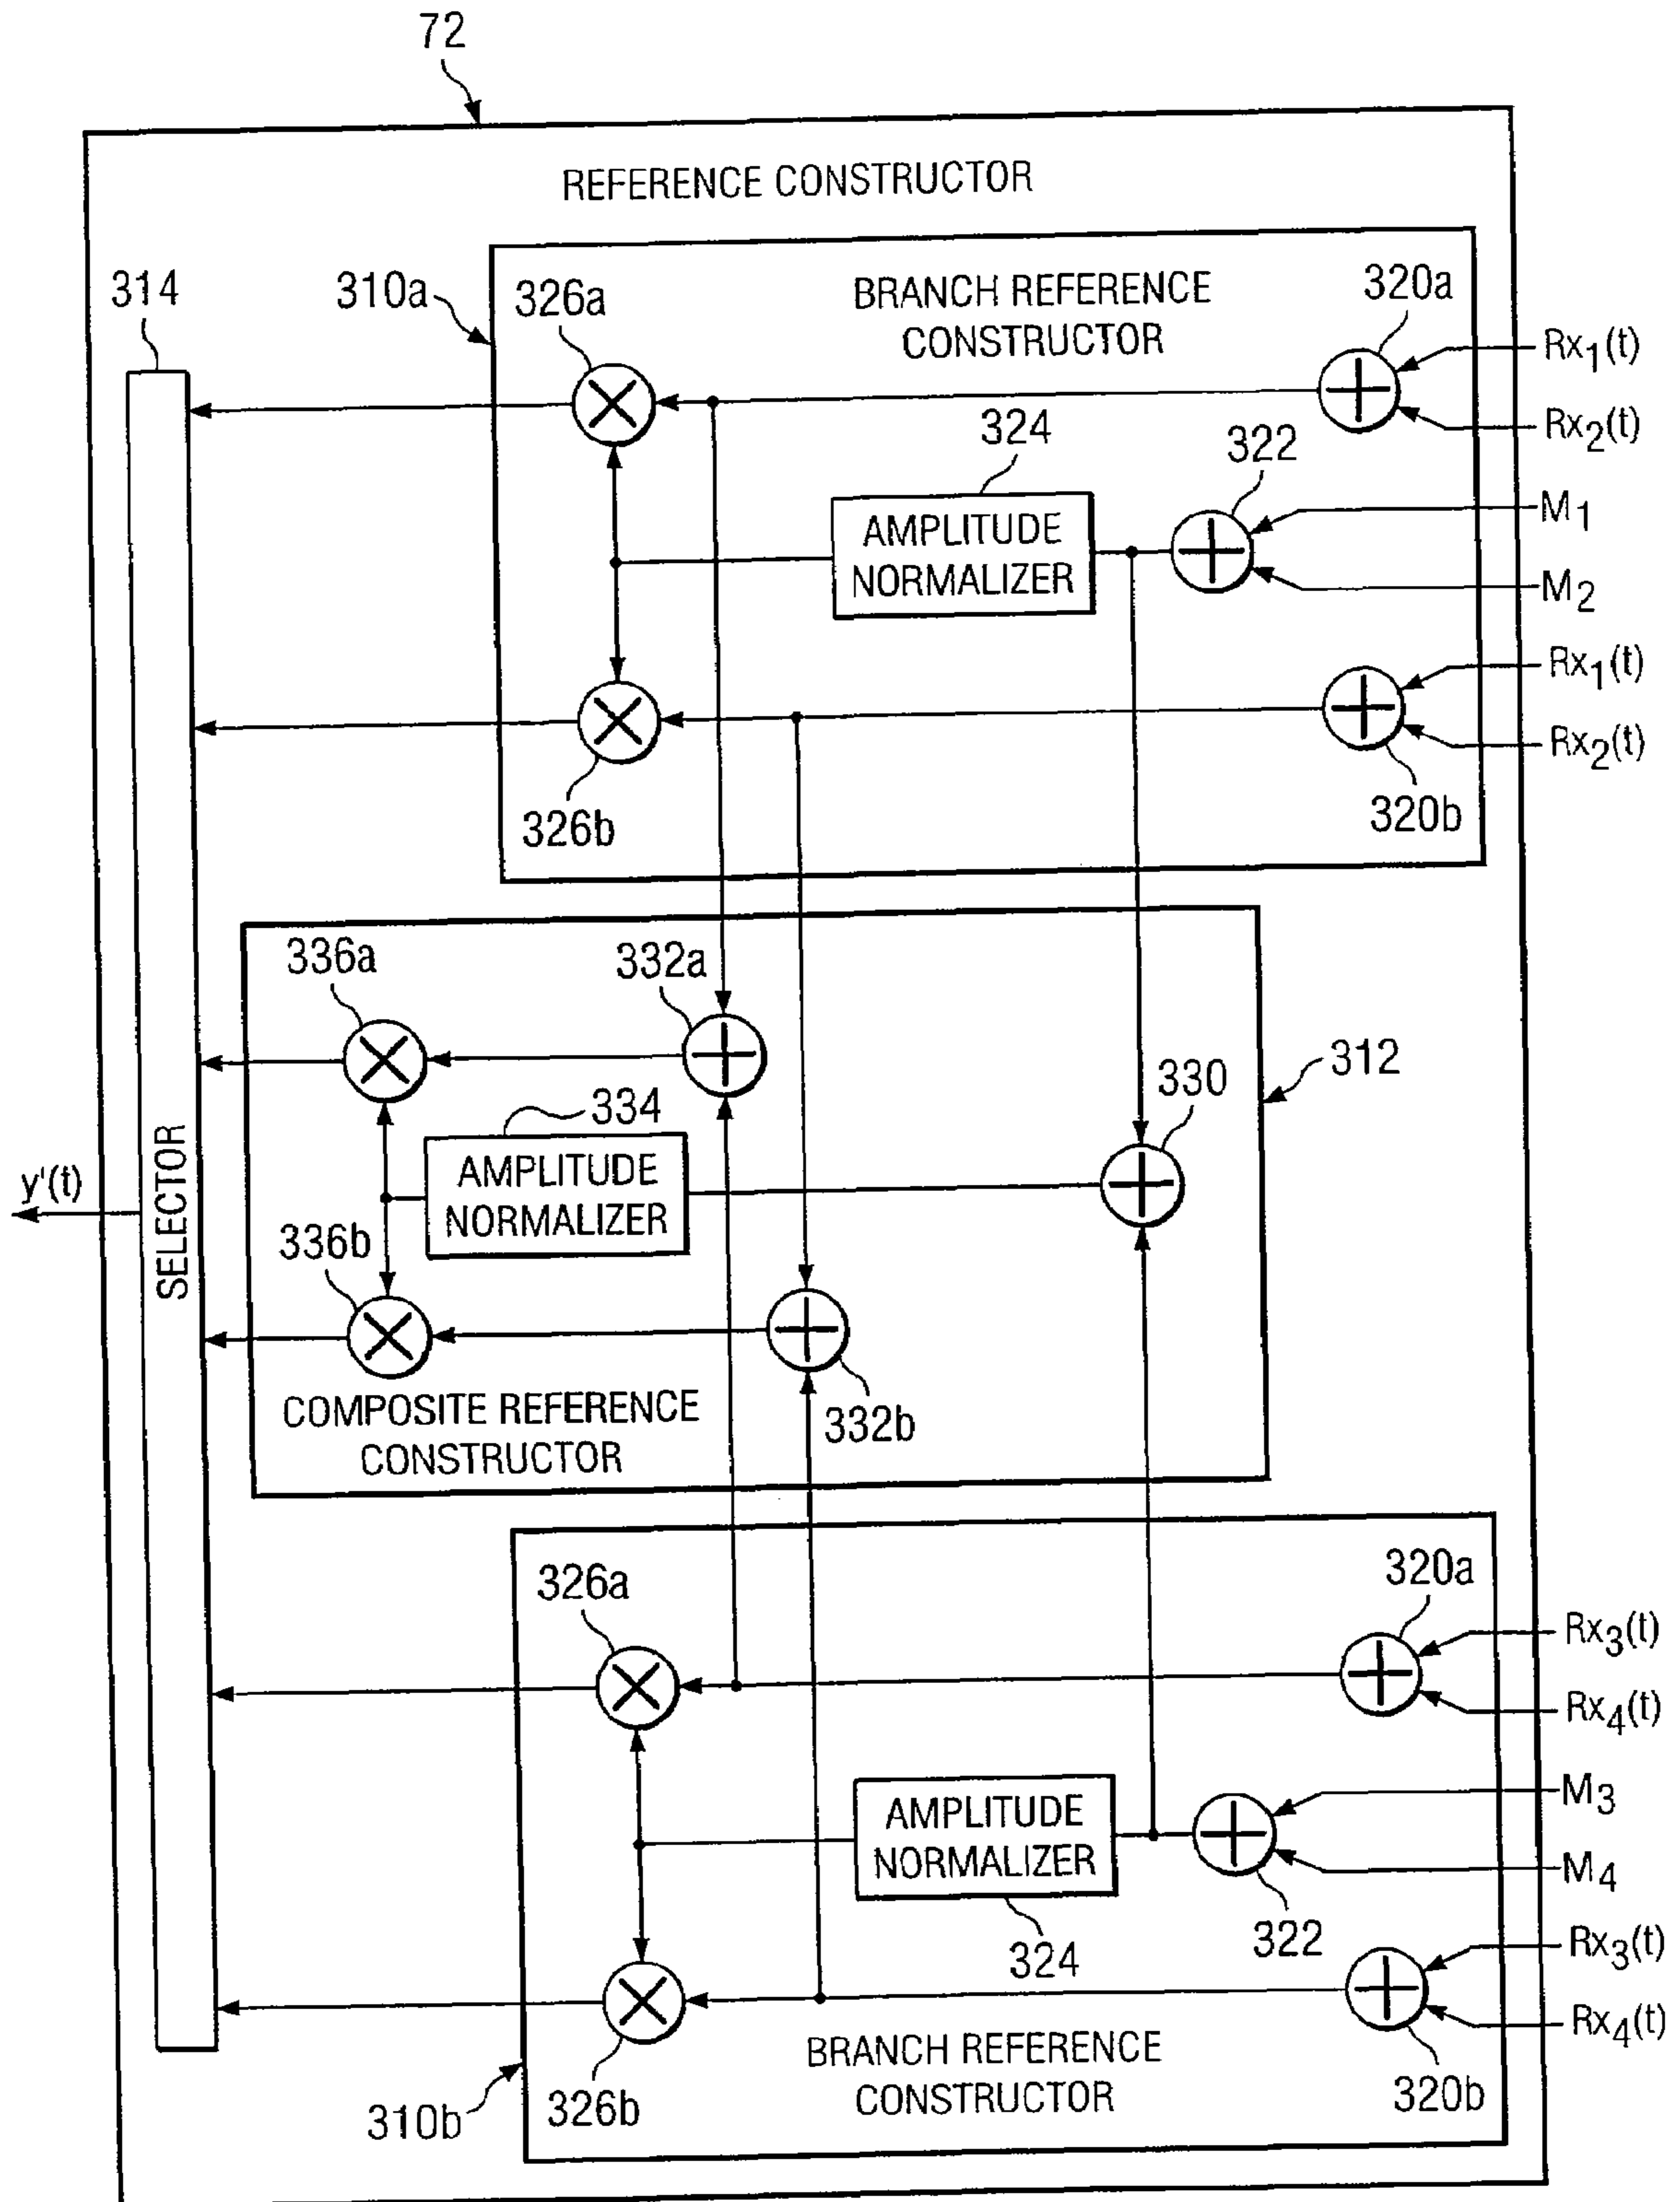 72
REFERENCE CONSTRUCTOR
314
310a
326a
BRANCH REFERENCE
CONSTRUCTOR
320a
Rx1(t)
Rx2(t)
324
322
AMPLITUDE
NORMALIZER
M1
M2
Rx1(t)
Rx2(t)
326b
320b
336a
332a
330
312
334
AMPLITUDE
NORMALIZER
SELECTOR
y'(t)
336b
332b
COMPOSITE REFERENCE
CONSTRUCTOR
326a
320a
Rx3(t)
Rx4(t)
AMPLITUDE
NORMALIZER
M3
M4
324
322
Rx3(t)
Rx4(t)
BRANCH REFERENCE
CONSTRUCTOR
310b
326b
320b